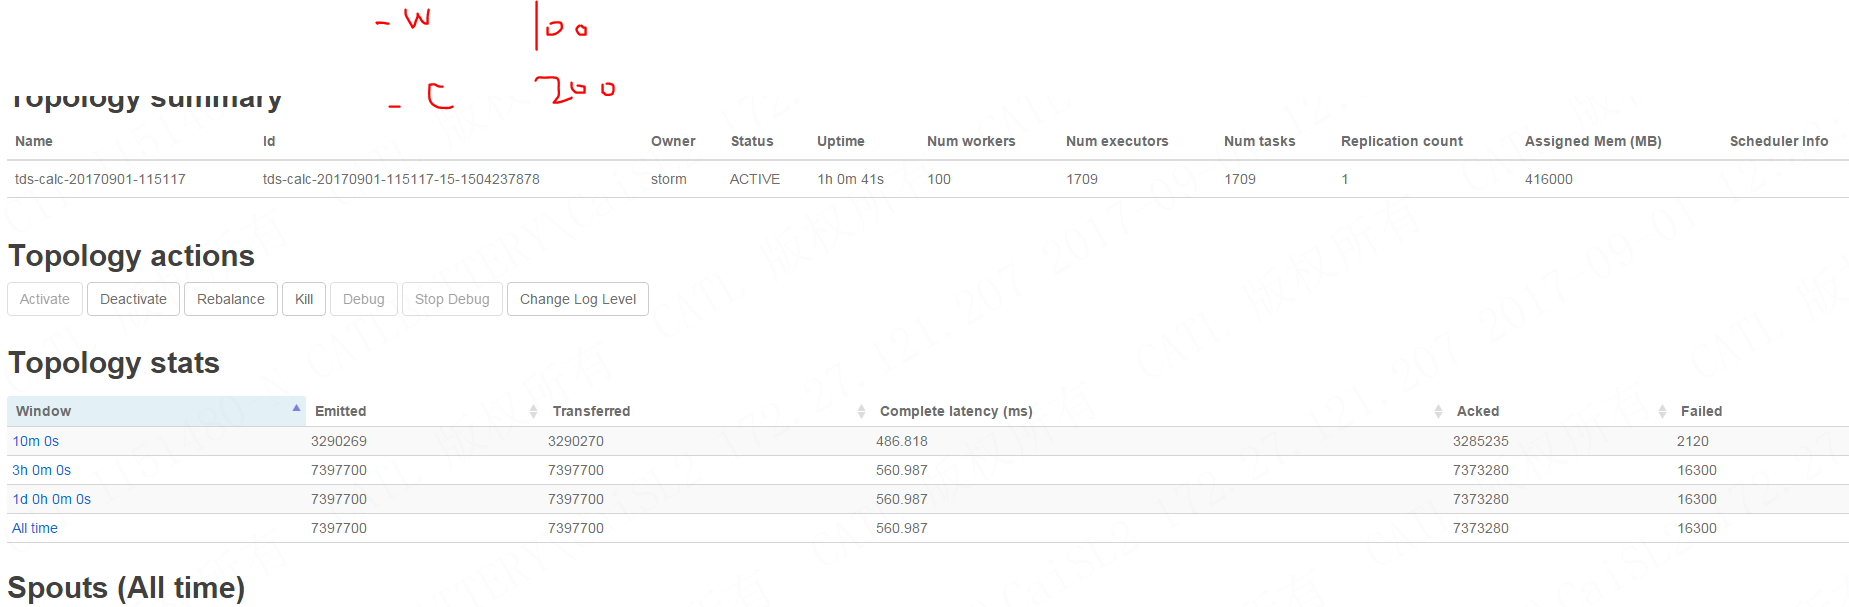 - W 100
- C 200
Topology summary
Name Id Owner Status Uptime Num workers Num executors Num tasks Replication count Assigned Mem (MB) Scheduler Info
tds-calc-20170901-115117 tds-calc-20170901-115117-15-1504237878 storm ACTIVE 1h 0m 41s 100 1709 1709 1 416000
Topology actions
Activate Deactivate Rebalance Kill Debug Stop Debug Change Log Level
Topology stats
Window Emitted Transferred Complete latency (ms) Acked Failed
10m 0s 3290269 3290270 486.818 3285235 2120
3h 0m 0s 7397700 7397700 560.987 7373280 16300
1d 0h 0m 0s 7397700 7397700 560.987 7373280 16300
All time 7397700 7397700 560.987 7373280 16300
Spouts (All time)